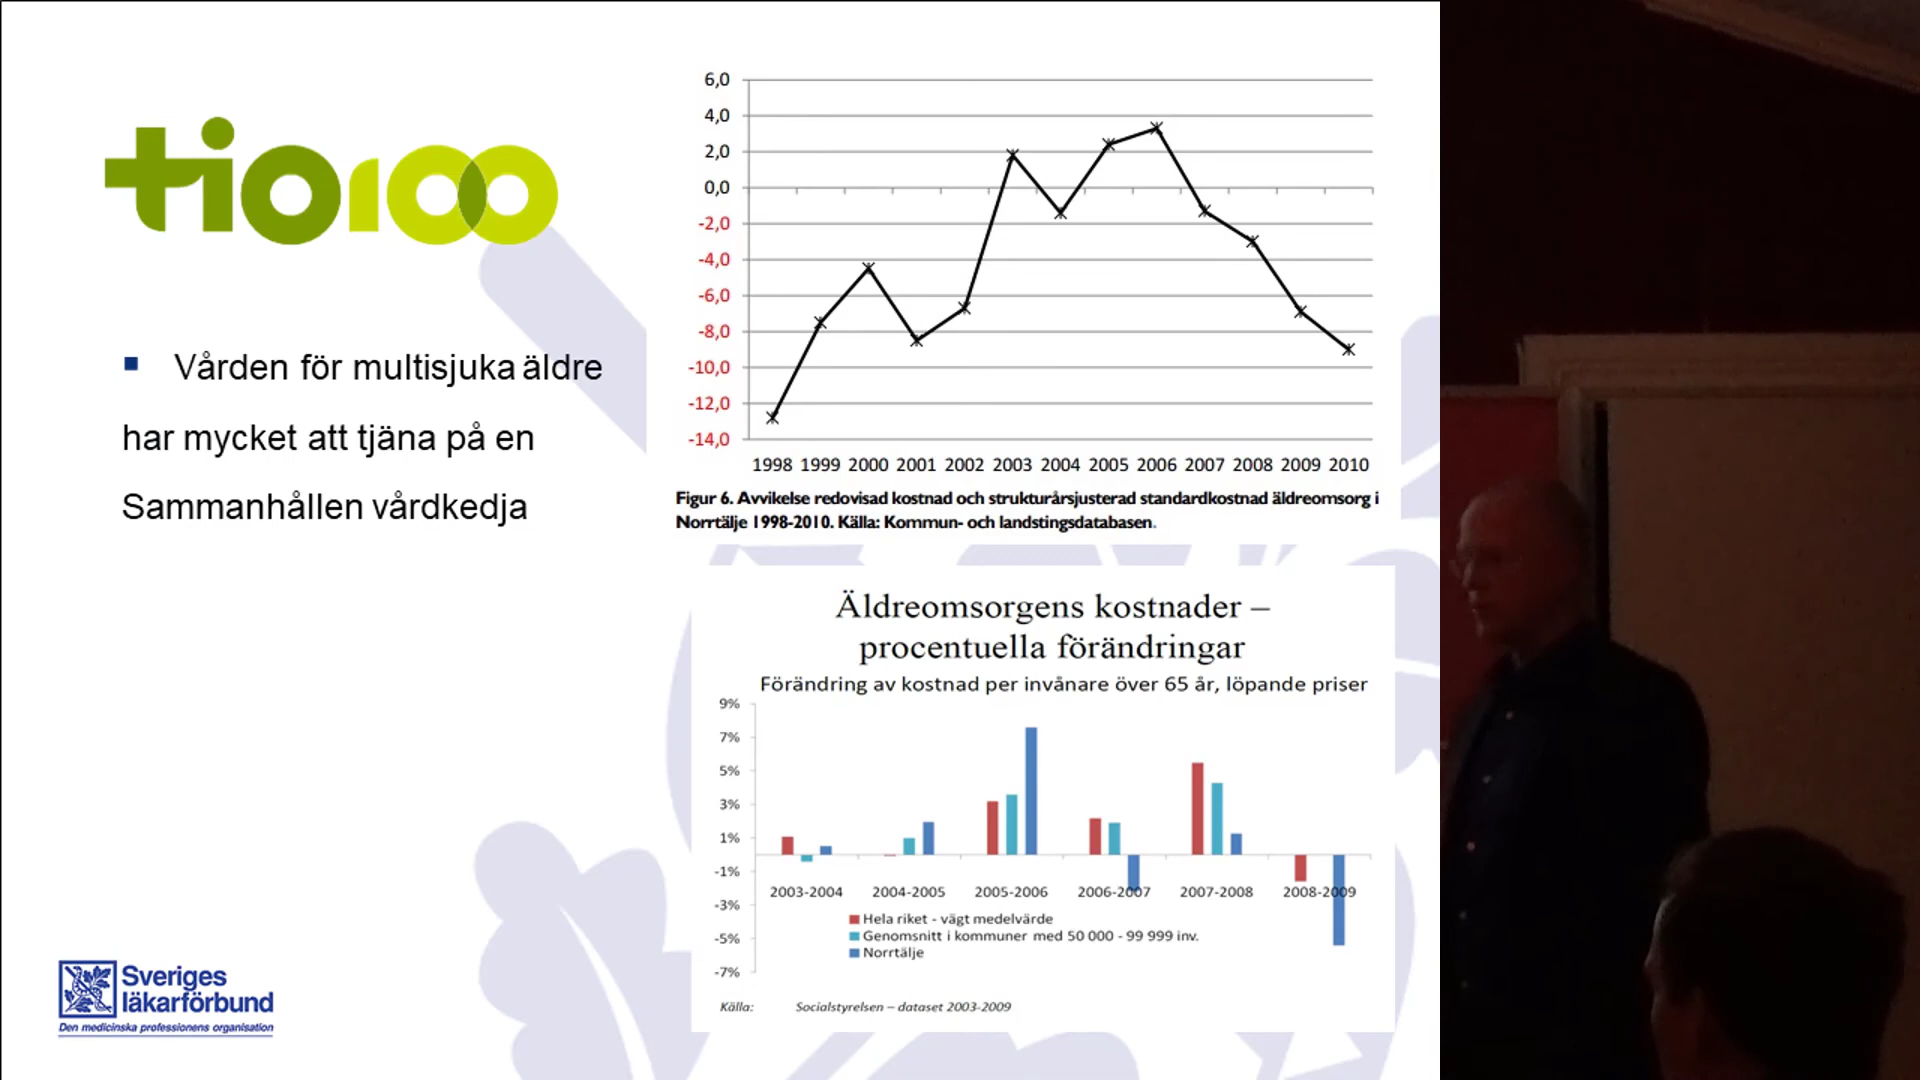 tio100
Vården för multisjuka äldre
har mycket att tjäna på en
Sammanhållen vårdkedja
6,0
4,0
2,0
0,0
-2,0
-4,0
-6,0
-8,0
-10,0
-12,0
-14,0
1998 1999 2000 2001 2002 2003 2004 2005 2006 2007 2008 2009 2010
Figur 6. Avvikelse redovisad kostnad och strukturårsjusterad standardkostnad äldreomsorg i
Norrtälje 1998-2010. Källa: Kommun- och landstingsdatabasen.
Äldreomsorgens kostnader –
procentuella förändringar
Förändring av kostnad per invånare över 65 år, löpande priser
9%
7%
5%
3%
1%
-1%
-3%
-5%
-7%
2003-2004 2004-2005 2005-2006 2006-2007 2007-2008 2008-2009
Hela riket - vägt medelvärde
Genomsnitt i kommuner med 50 000 - 99 999 inv.
Norrtälje
Källa: Socialstyrelsen – dataset 2003-2009
Sveriges
läkarförbund
Den medicinska professionens organisation